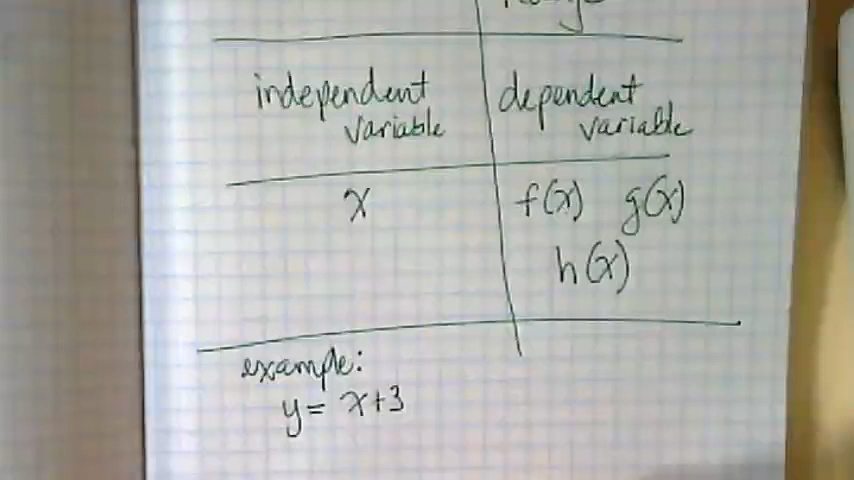 independent dependent
variable variable
x f(x) g(x)
h(x)
example:
y = x+3